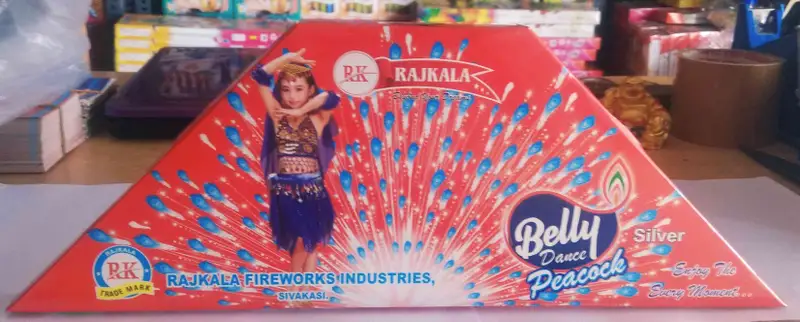 RK
RAJKALA
Belly
Dance
Peacock
Silver
Enjoy The
Every Moment...
RAJKALA
RK
TRADE MARK
RAJKALA FIREWORKS INDUSTRIES,
SIVAKASI.